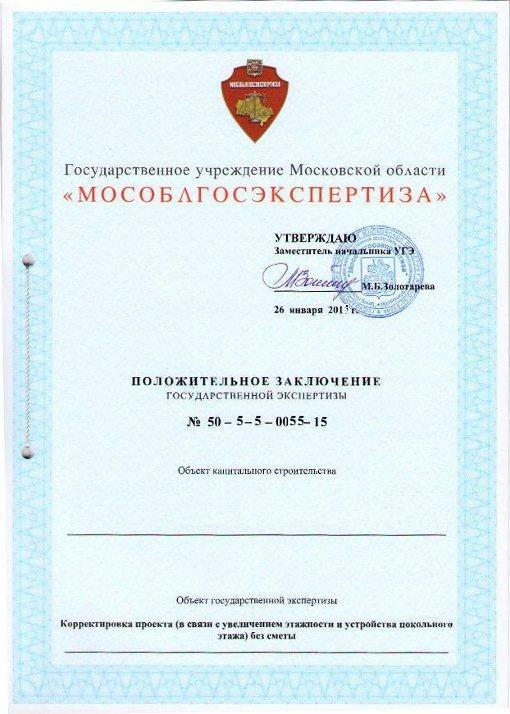 МОСОБЛГОСЭКСПЕРТИЗА
Государственное учреждение Московской области
«МОСОБЛГОСЭКСПЕРТИЗА»
УТВЕРЖДАЮ
Заместитель начальника УГЭ
М.Б.Золотарева
26 января 2015 г.
ПОЛОЖИТЕЛЬНОЕ ЗАКЛЮЧЕНИЕ
ГОСУДАРСТВЕННОЙ ЭКСПЕРТИЗЫ
№ 50 – 5–5 –0055–15
Объект капитального строительства
Объект государственной экспертизы
Корректировка проекта (в связи с увеличением этажности и устройства цокольного
этажа) без сметы